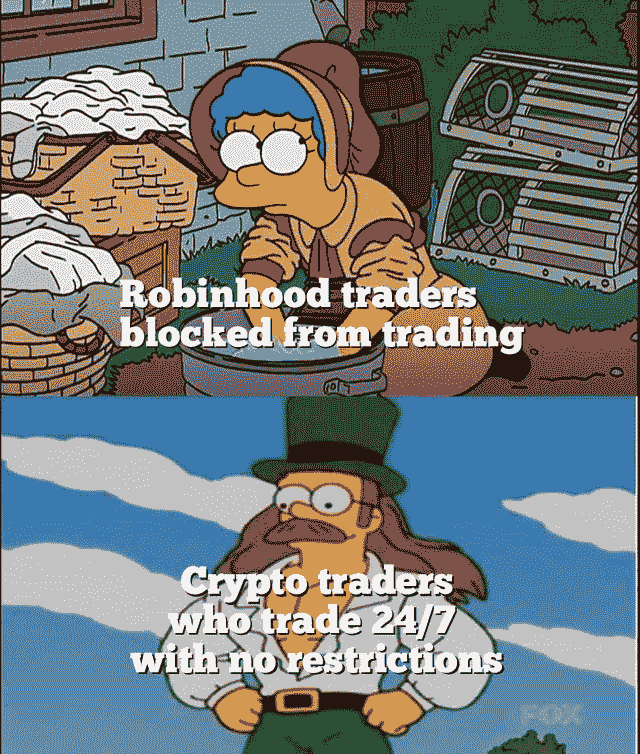 Robinhood traders
blocked from trading
Crypto traders
who trade 24/7
with no restrictions
FOX